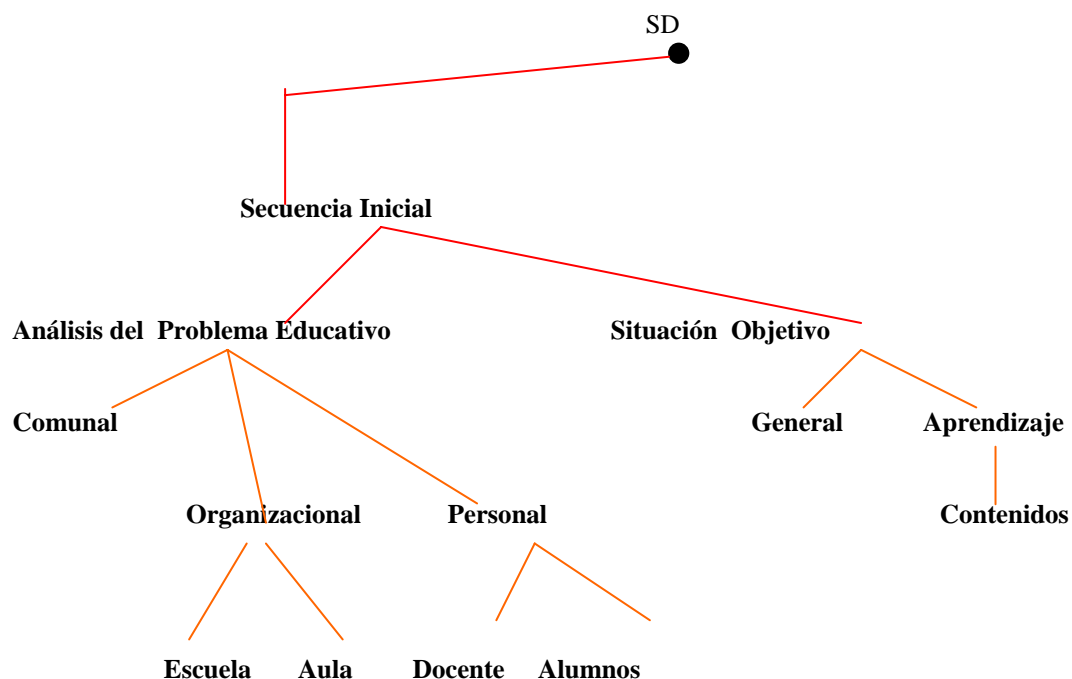 SD
Secuencia Inicial
Análisis del Problema Educativo
Situación Objetivo
Comunal
General
Aprendizaje
Organizacional
Personal
Contenidos
Escuela
Aula
Docente
Alumnos